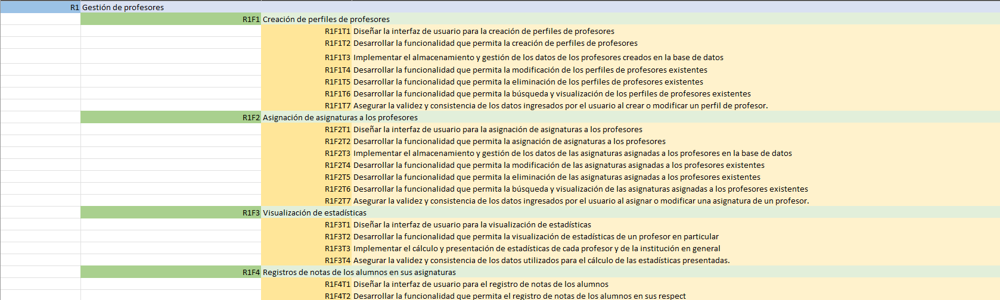 R1 Gestión de profesores
R1F1 Creación de perfiles de profesores
R1F1T1 Diseñar la interfaz de usuario para la creación de perfiles de profesores
R1F1T2 Desarrollar la funcionalidad que permita la creación de perfiles de profesores
R1F1T3 Implementar el almacenamiento y gestión de los datos de los profesores creados en la base de datos
R1F1T4 Desarrollar la funcionalidad que permita la modificación de los perfiles de profesores existentes
R1F1T5 Desarrollar la funcionalidad que permita la eliminación de los perfiles de profesores existentes
R1F1T6 Desarrollar la funcionalidad que permita la búsqueda y visualización de los perfiles de profesores existentes
R1F1T7 Asegurar la validez y consistencia de los datos ingresados por el usuario al crear o modificar un perfil de profesor.
R1F2 Asignación de asignaturas a los profesores
R1F2T1 Diseñar la interfaz de usuario para la asignación de asignaturas a los profesores
R1F2T2 Desarrollar la funcionalidad que permita la asignación de asignaturas a los profesores
R1F2T3 Implementar el almacenamiento y gestión de los datos de las asignaturas asignadas a los profesores en la base de datos
R1F2T4 Desarrollar la funcionalidad que permita la modificación de las asignaturas asignadas a los profesores existentes
R1F2T5 Desarrollar la funcionalidad que permita la eliminación de las asignaturas asignadas a los profesores existentes
R1F2T6 Desarrollar la funcionalidad que permita la búsqueda y visualización de las asignaturas asignadas a los profesores existentes
R1F2T7 Asegurar la validez y consistencia de los datos ingresados por el usuario al asignar o modificar una asignatura de un profesor.
R1F3 Visualización de estadísticas
R1F3T1 Diseñar la interfaz de usuario para la visualización de estadísticas
R1F3T2 Desarrollar la funcionalidad que permita la visualización de estadísticas de un profesor en particular
R1F3T3 Implementar el cálculo y presentación de estadísticas de cada profesor y de la institución en general
R1F3T4 Asegurar la validez y consistencia de los datos utilizados para el cálculo de las estadísticas presentadas.
R1F4 Registros de notas de los alumnos en sus asignaturas
R1F4T1 Diseñar la interfaz de usuario para el registro de notas de los alumnos
R1F4T2 Desarrollar la funcionalidad que permita el registro de notas de los alumnos en sus respect